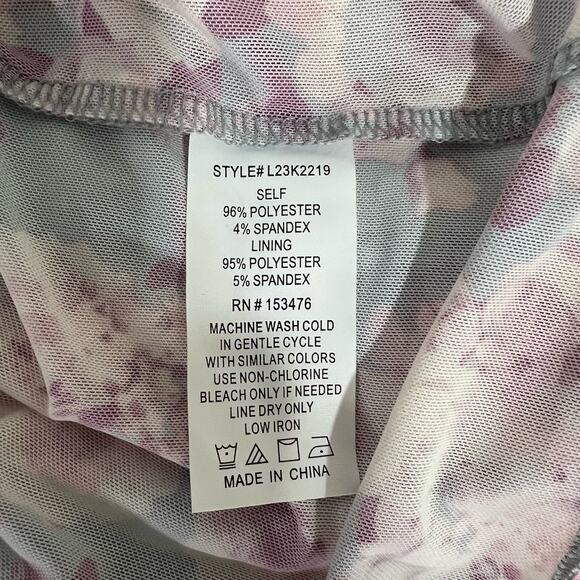 STYLE# L23K2219
SELF
96% POLYESTER
4% SPANDEX
LINING
95% POLYESTER
5% SPANDEX
RN # 153476
MACHINE WASH COLD
IN GENTLE CYCLE
WITH SIMILAR COLORS
USE NON-CHLORINE
BLEACH ONLY IF NEEDED
LINE DRY ONLY
LOW IRON
MADE IN CHINA